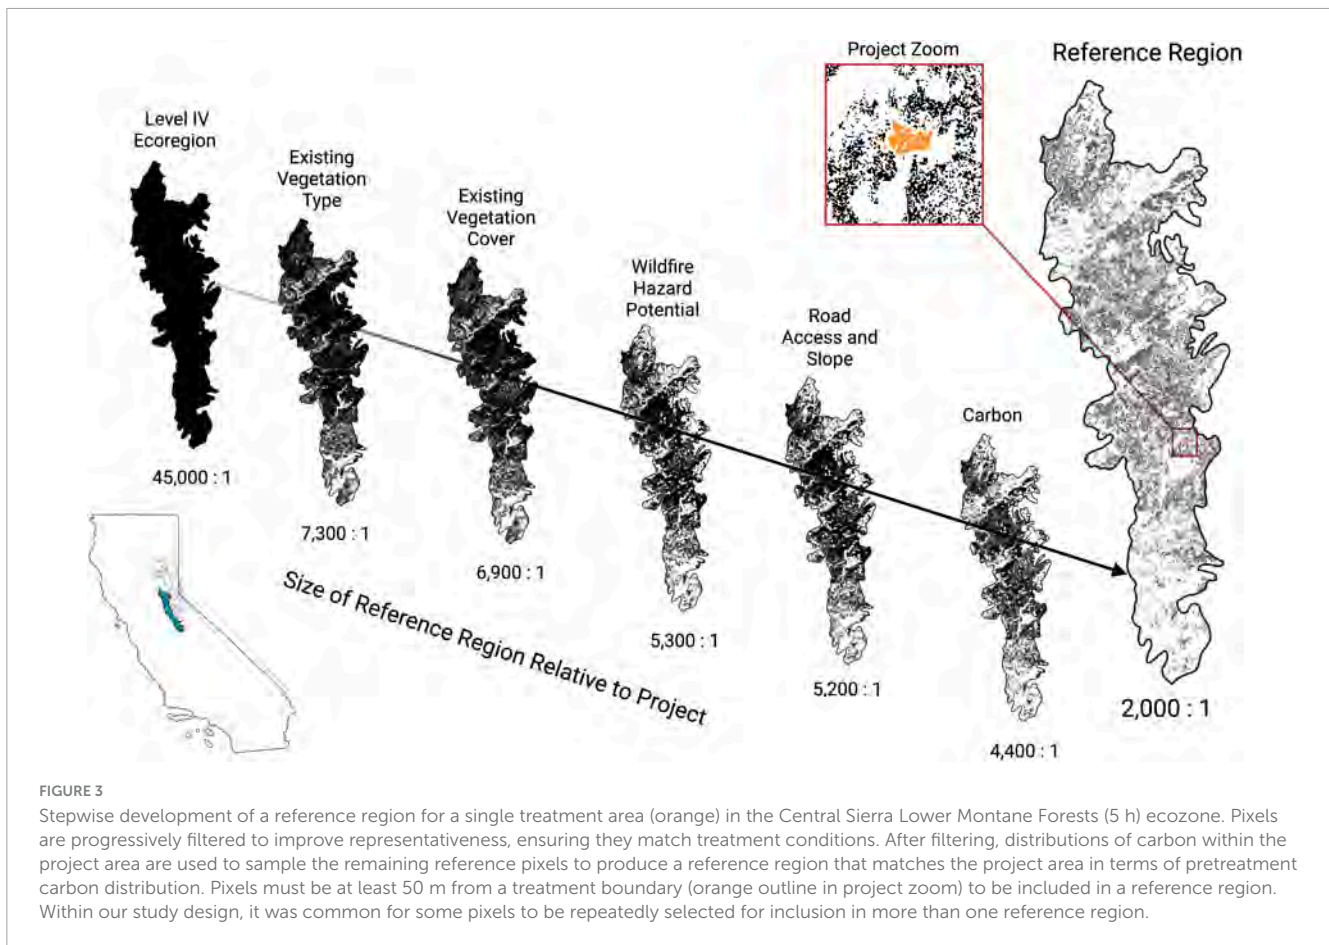 Project Zoom
Reference Region
Level IV
Ecoregion
Existing
Vegetation
Type
Existing
Vegetation
Cover
Wildfire
Hazard
Potential
Road
Access and
Slope
Carbon
45,000 : 1
7,300 : 1
6,900 : 1
5,300 : 1
5,200 : 1
4,400 : 1
2,000 : 1
Size of Reference Region Relative to Project
FIGURE 3
Stepwise development of a reference region for a single treatment area (orange) in the Central Sierra Lower Montane Forests (5 h) ecozone. Pixels
are progressively filtered to improve representativeness, ensuring they match treatment conditions. After filtering, distributions of carbon within the
project area are used to sample the remaining reference pixels to produce a reference region that matches the project area in terms of pretreatment
carbon distribution. Pixels must be at least 50 m from a treatment boundary (orange outline in project zoom) to be included in a reference region.
Within our study design, it was common for some pixels to be repeatedly selected for inclusion in more than one reference region.